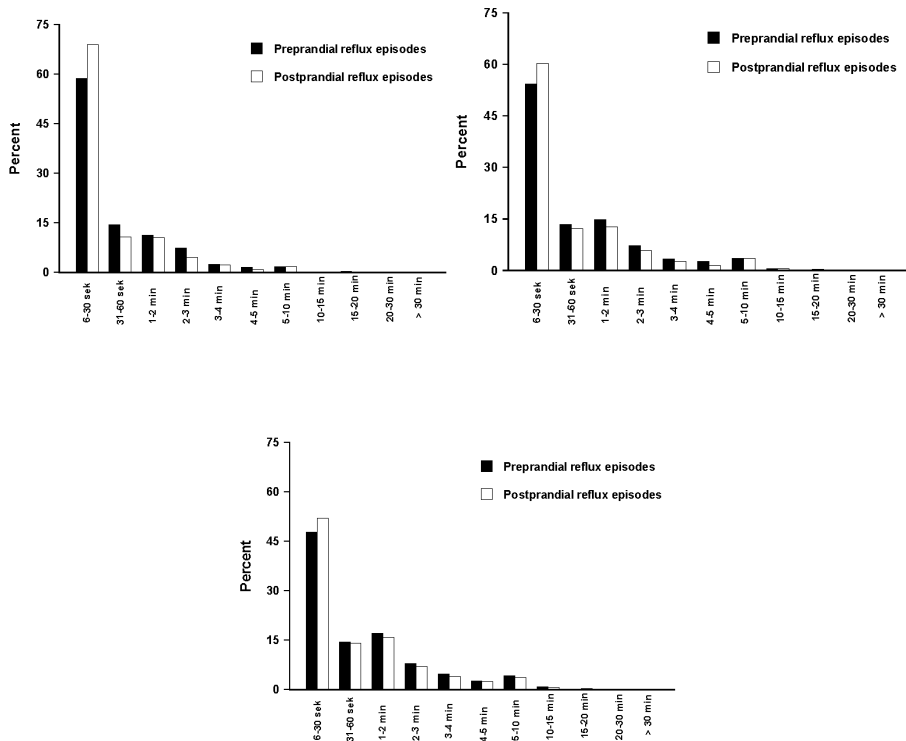 75
60
45
30
15
0
Percent
Preprandial reflux episodes
Postprandial reflux episodes
6-30 sek
31-60 sek
1-2 min
2-3 min
3-4 min
4-5 min
5-10 min
10-15 min
15-20 min
20-30 min
> 30 min
75
60
45
30
15
0
Percent
Preprandial reflux episodes
Postprandial reflux episodes
6-30 sek
31-60 sek
1-2 min
2-3 min
3-4 min
4-5 min
5-10 min
10-15 min
15-20 min
20-30 min
> 30 min
75
60
45
30
15
0
Percent
Preprandial reflux episodes
Postprandial reflux episodes
6-30 sek
31-60 sek
1-2 min
2-3 min
3-4 min
4-5 min
5-10 min
10-15 min
15-20 min
20-30 min
> 30 min